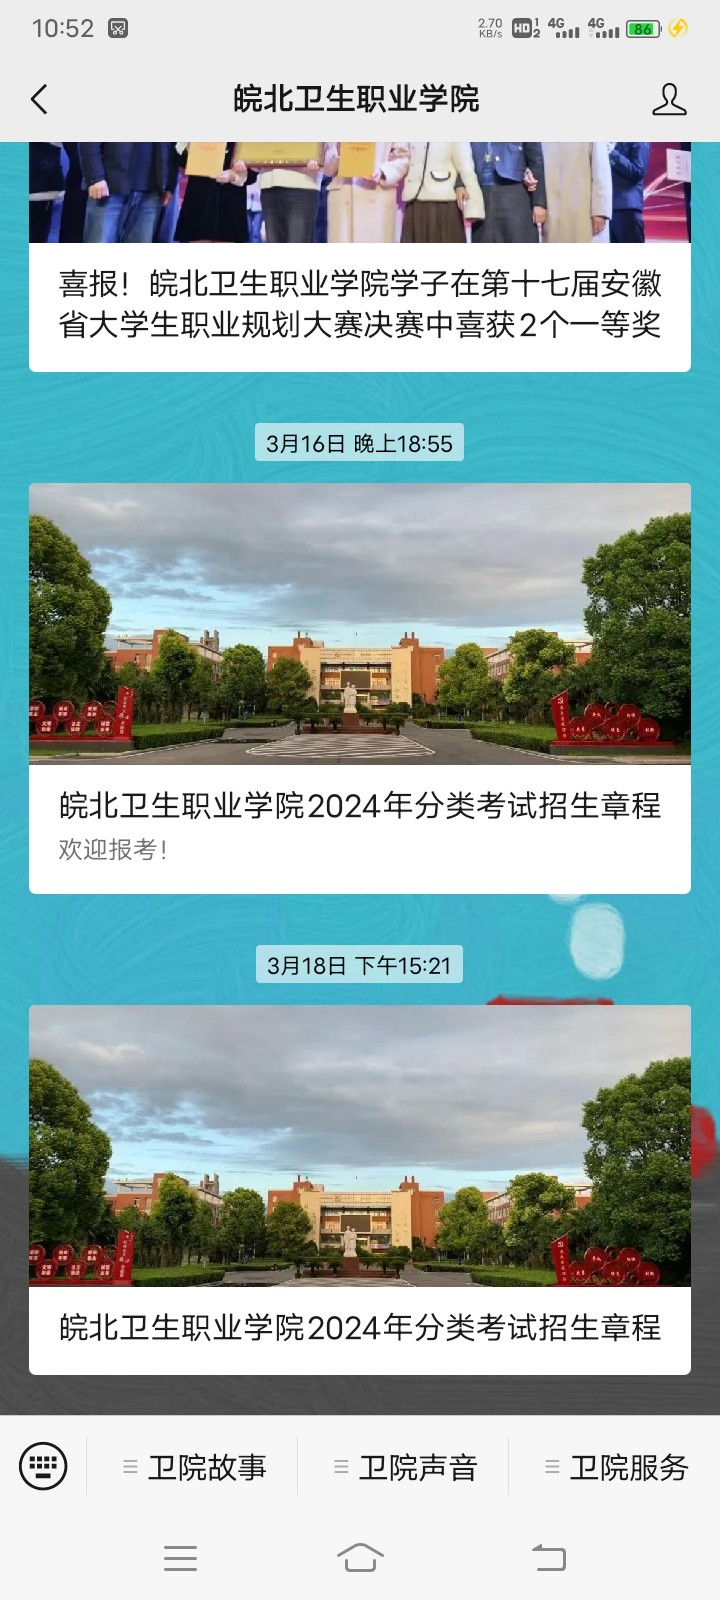 10:52
2.70
KB/s
HD 1 2
4G
4G
86
皖北卫生职业学院
喜报！皖北卫生职业学院学子在第十七届安徽
省大学生职业规划大赛决赛中喜获2个一等奖
3月16日 晚上18:55
皖北卫生职业学院2024年分类考试招生章程
欢迎报考！
3月18日 下午15:21
皖北卫生职业学院2024年分类考试招生章程
卫院故事
卫院声音
卫院服务